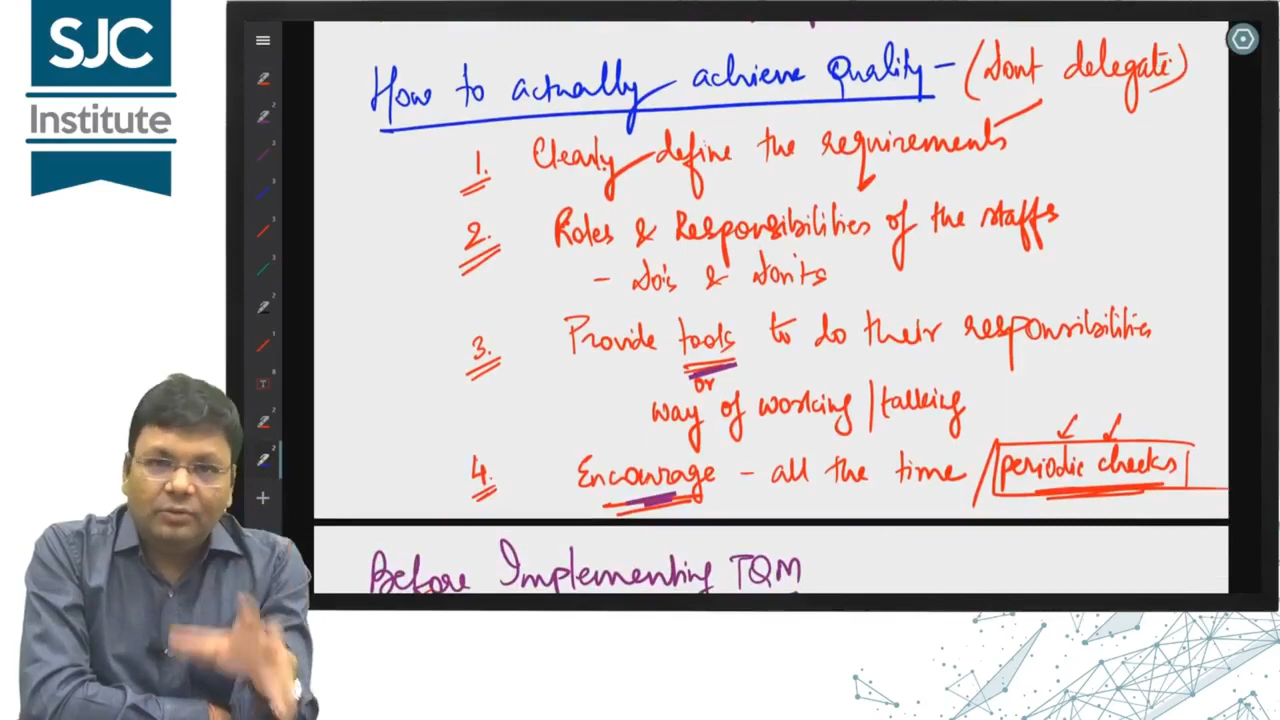 SJC
Institute
How to actually achieve Quality - (Dont delegate)
1. Clearly define the requirements
2. Roles & Responsibilities of the staffs
- Do's & Don'ts
3. Provide tools to do their responsibilities
or
way of working / talking
4. Encourage - all the time / periodic checks
Before Implementing TQM